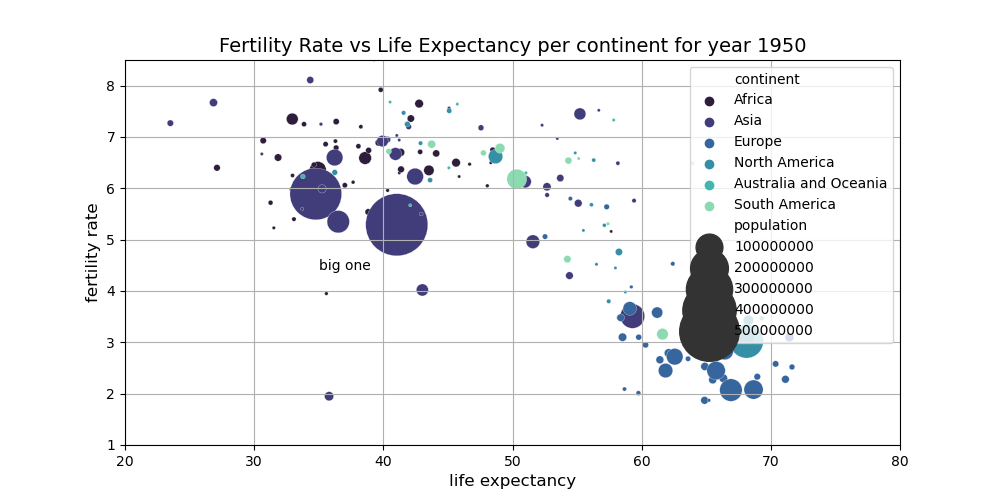 Fertility Rate vs Life Expectancy per continent for year 1950
fertility rate
8
7
6
5
4
3
2
1
big one
continent
Africa
Asia
Europe
North America
Australia and Oceania
South America
population
100000000
200000000
300000000
400000000
500000000
20 30 40 50 60 70 80
life expectancy